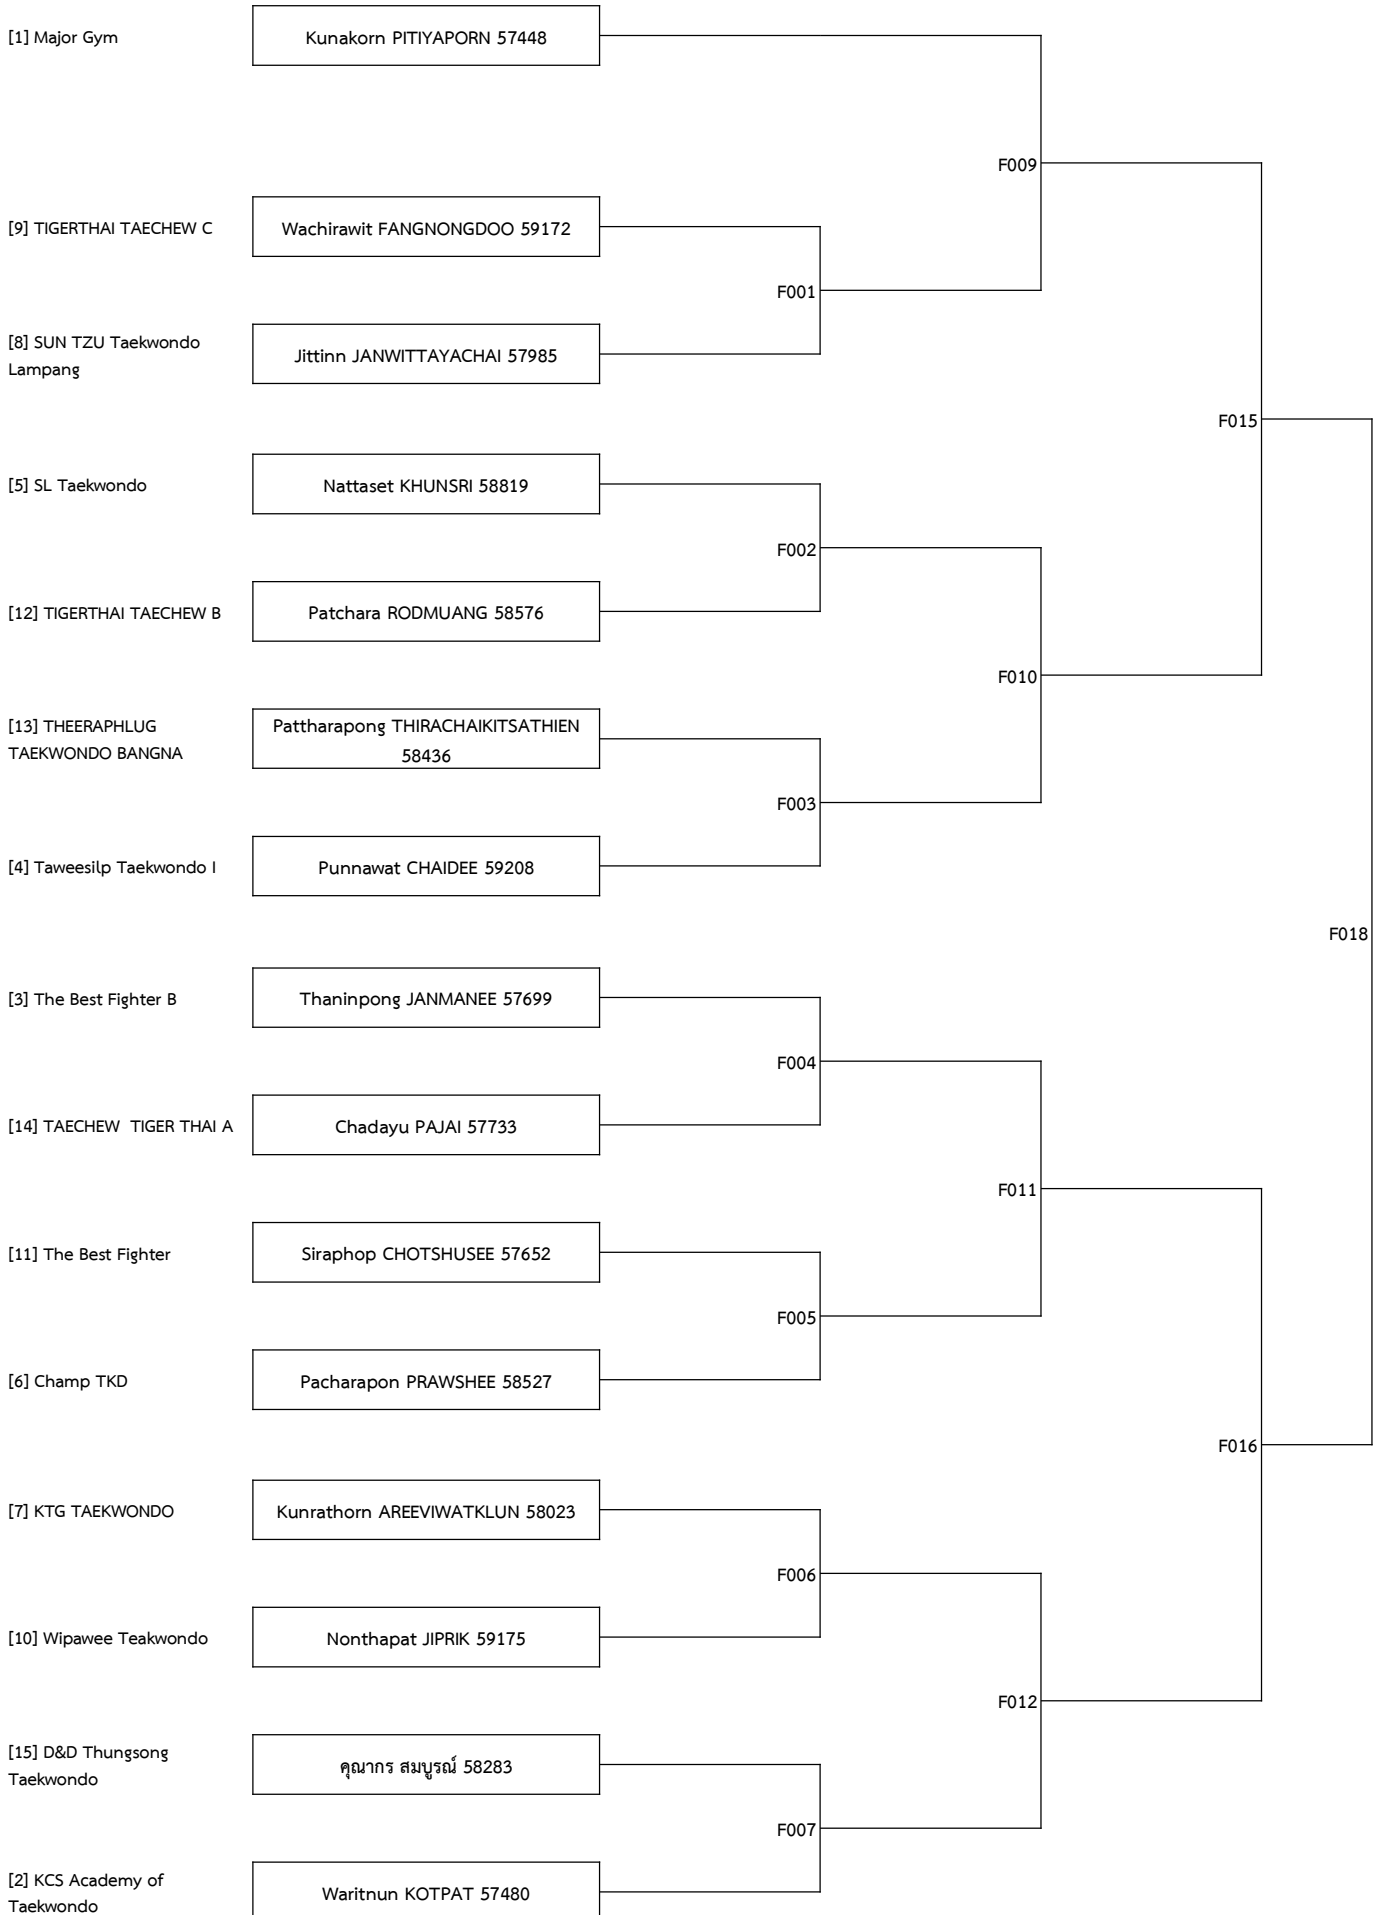 [1] Major Gym
Kunakorn PITIYAPORN 57448
F009
[9] TIGERTHAI TAECHEW C
Wachirawit FANGNONGDOO 59172
F001
[8] SUN TZU Taekwondo
Lampang
Jittinn JANWITTAYACHAI 57985
F015
[5] SL Taekwondo
Nattaset KHUNSRI 58819
F002
[12] TIGERTHAI TAECHEW B
Patchara RODMUANG 58576
F010
[13] THEERAPHLUG
TAEKWONDO BANGNA
Pattharapong THIRACHAIKITSATHIEN
58436
F003
[4] Taweesilp Taekwondo I
Punnawat CHAIDEE 59208
F018
[3] The Best Fighter B
Thaninpong JANMANEE 57699
F004
[14] TAECHEW  TIGER THAI A
Chadayu PAJAI 57733
F011
[11] The Best Fighter
Siraphop CHOTSHUSEE 57652
F005
[6] Champ TKD
Pacharapon PRAWSHEE 58527
F016
[7] KTG TAEKWONDO
Kunrathorn AREEVIWATKLUN 58023
F006
[10] Wipawee Teakwondo
Nonthapat JIPRIK 59175
F012
[15] D&D Thungsong
Taekwondo
คุณากร สมบูรณ์ 58283
F007
[2] KCS Academy of
Taekwondo
Waritnun KOTPAT 57480